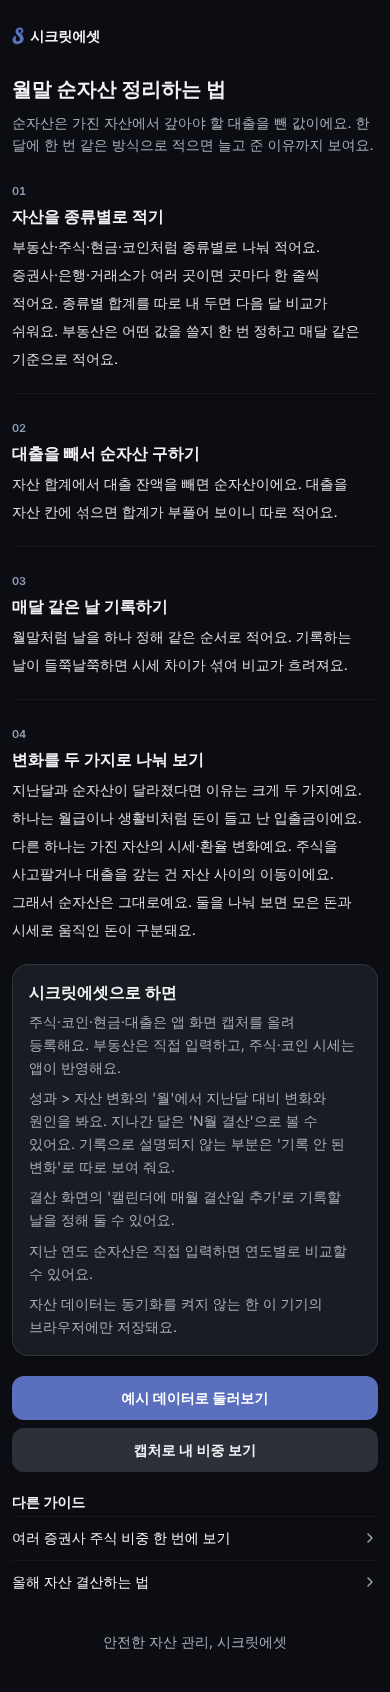 시크릿에셋
월말 순자산 정리하는 법
순자산은 가진 자산에서 갚아야 할 대출을 뺀 값이에요. 한
달에 한 번 같은 방식으로 적으면 늘고 준 이유까지 보여요.
01
자산을 종류별로 적기
부동산·주식·현금·코인처럼 종류별로 나눠 적어요.
증권사·은행·거래소가 여러 곳이면 곳마다 한 줄씩
적어요. 종류별 합계를 따로 내 두면 다음 달 비교가
쉬워요. 부동산은 어떤 값을 쓸지 한 번 정하고 매달 같은
기준으로 적어요.
02
대출을 빼서 순자산 구하기
자산 합계에서 대출 잔액을 빼면 순자산이에요. 대출을
자산 칸에 섞으면 합계가 부풀어 보이니 따로 적어요.
03
매달 같은 날 기록하기
월말처럼 날을 하나 정해 같은 순서로 적어요. 기록하는
날이 들쭉날쭉하면 시세 차이가 섞여 비교가 흐려져요.
04
변화를 두 가지로 나눠 보기
지난달과 순자산이 달라졌다면 이유는 크게 두 가지예요.
하나는 월급이나 생활비처럼 돈이 들고 난 입출금이에요.
다른 하나는 가진 자산의 시세·환율 변화예요. 주식을
사고팔거나 대출을 갚는 건 자산 사이의 이동이에요.
그래서 순자산은 그대로예요. 둘을 나눠 보면 모은 돈과
시세로 움직인 돈이 구분돼요.
시크릿에셋으로 하면
주식·코인·현금·대출은 앱 화면 캡처를 올려
등록해요. 부동산은 직접 입력하고, 주식·코인 시세는
앱이 반영해요.
성과 > 자산 변화의 '월'에서 지난달 대비 변화와
원인을 봐요. 지나간 달은 'N월 결산'으로 볼 수
있어요. 기록으로 설명되지 않는 부분은 '기록 안 된
변화'로 따로 보여 줘요.
결산 화면의 '캘린더에 매월 결산일 추가'로 기록할
날을 정해 둘 수 있어요.
지난 연도 순자산은 직접 입력하면 연도별로 비교할
수 있어요.
자산 데이터는 동기화를 켜지 않는 한 이 기기의
브라우저에만 저장돼요.
예시 데이터로 둘러보기
캡처로 내 비중 보기
다른 가이드
여러 증권사 주식 비중 한 번에 보기
올해 자산 결산하는 법
안전한 자산 관리, 시크릿에셋